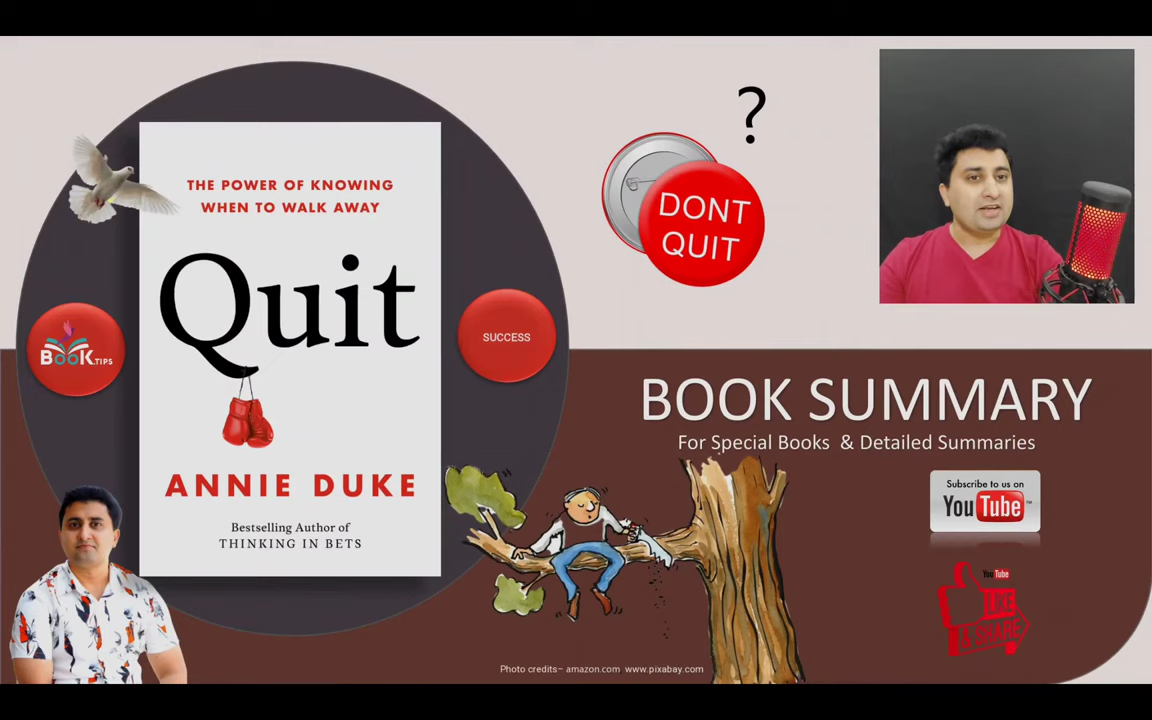 THE POWER OF KNOWING
WHEN TO WALK AWAY
Quit
ANNIE DUKE
Bestselling Author of
THINKING IN BETS
BOOK.TIPS
SUCCESS
?
DONT
QUIT
BOOK SUMMARY
For Special Books & Detailed Summaries
Subscribe to us on
YouTube
YouTube
LIKE
& SHARE
Photo credits– amazon.com www.pixabay.com